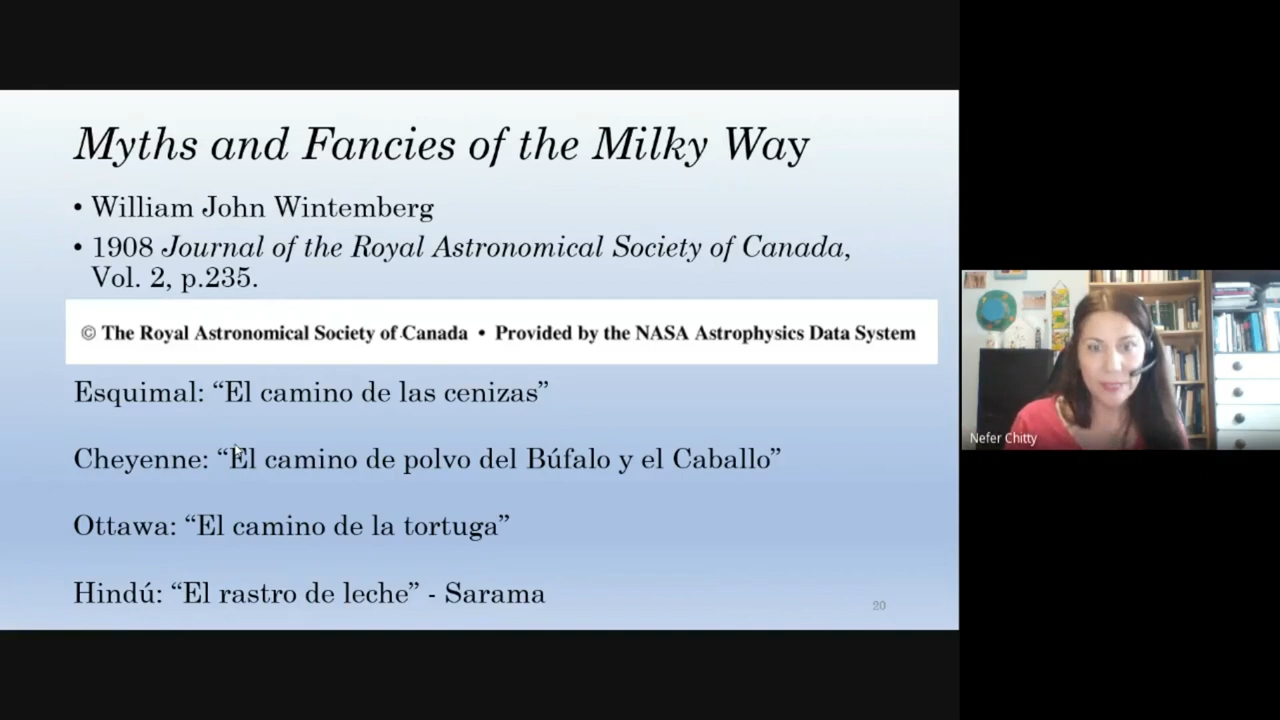 Myths and Fancies of the Milky Way
• William John Wintemberg
• 1908 Journal of the Royal Astronomical Society of Canada,
Vol. 2, p.235.
© The Royal Astronomical Society of Canada • Provided by the NASA Astrophysics Data System
Esquimal: “El camino de las cenizas”
Cheyenne: “El camino de polvo del Búfalo y el Caballo”
Ottawa: “El camino de la tortuga”
Hindú: “El rastro de leche” - Sarama
20
Nefer Chitty